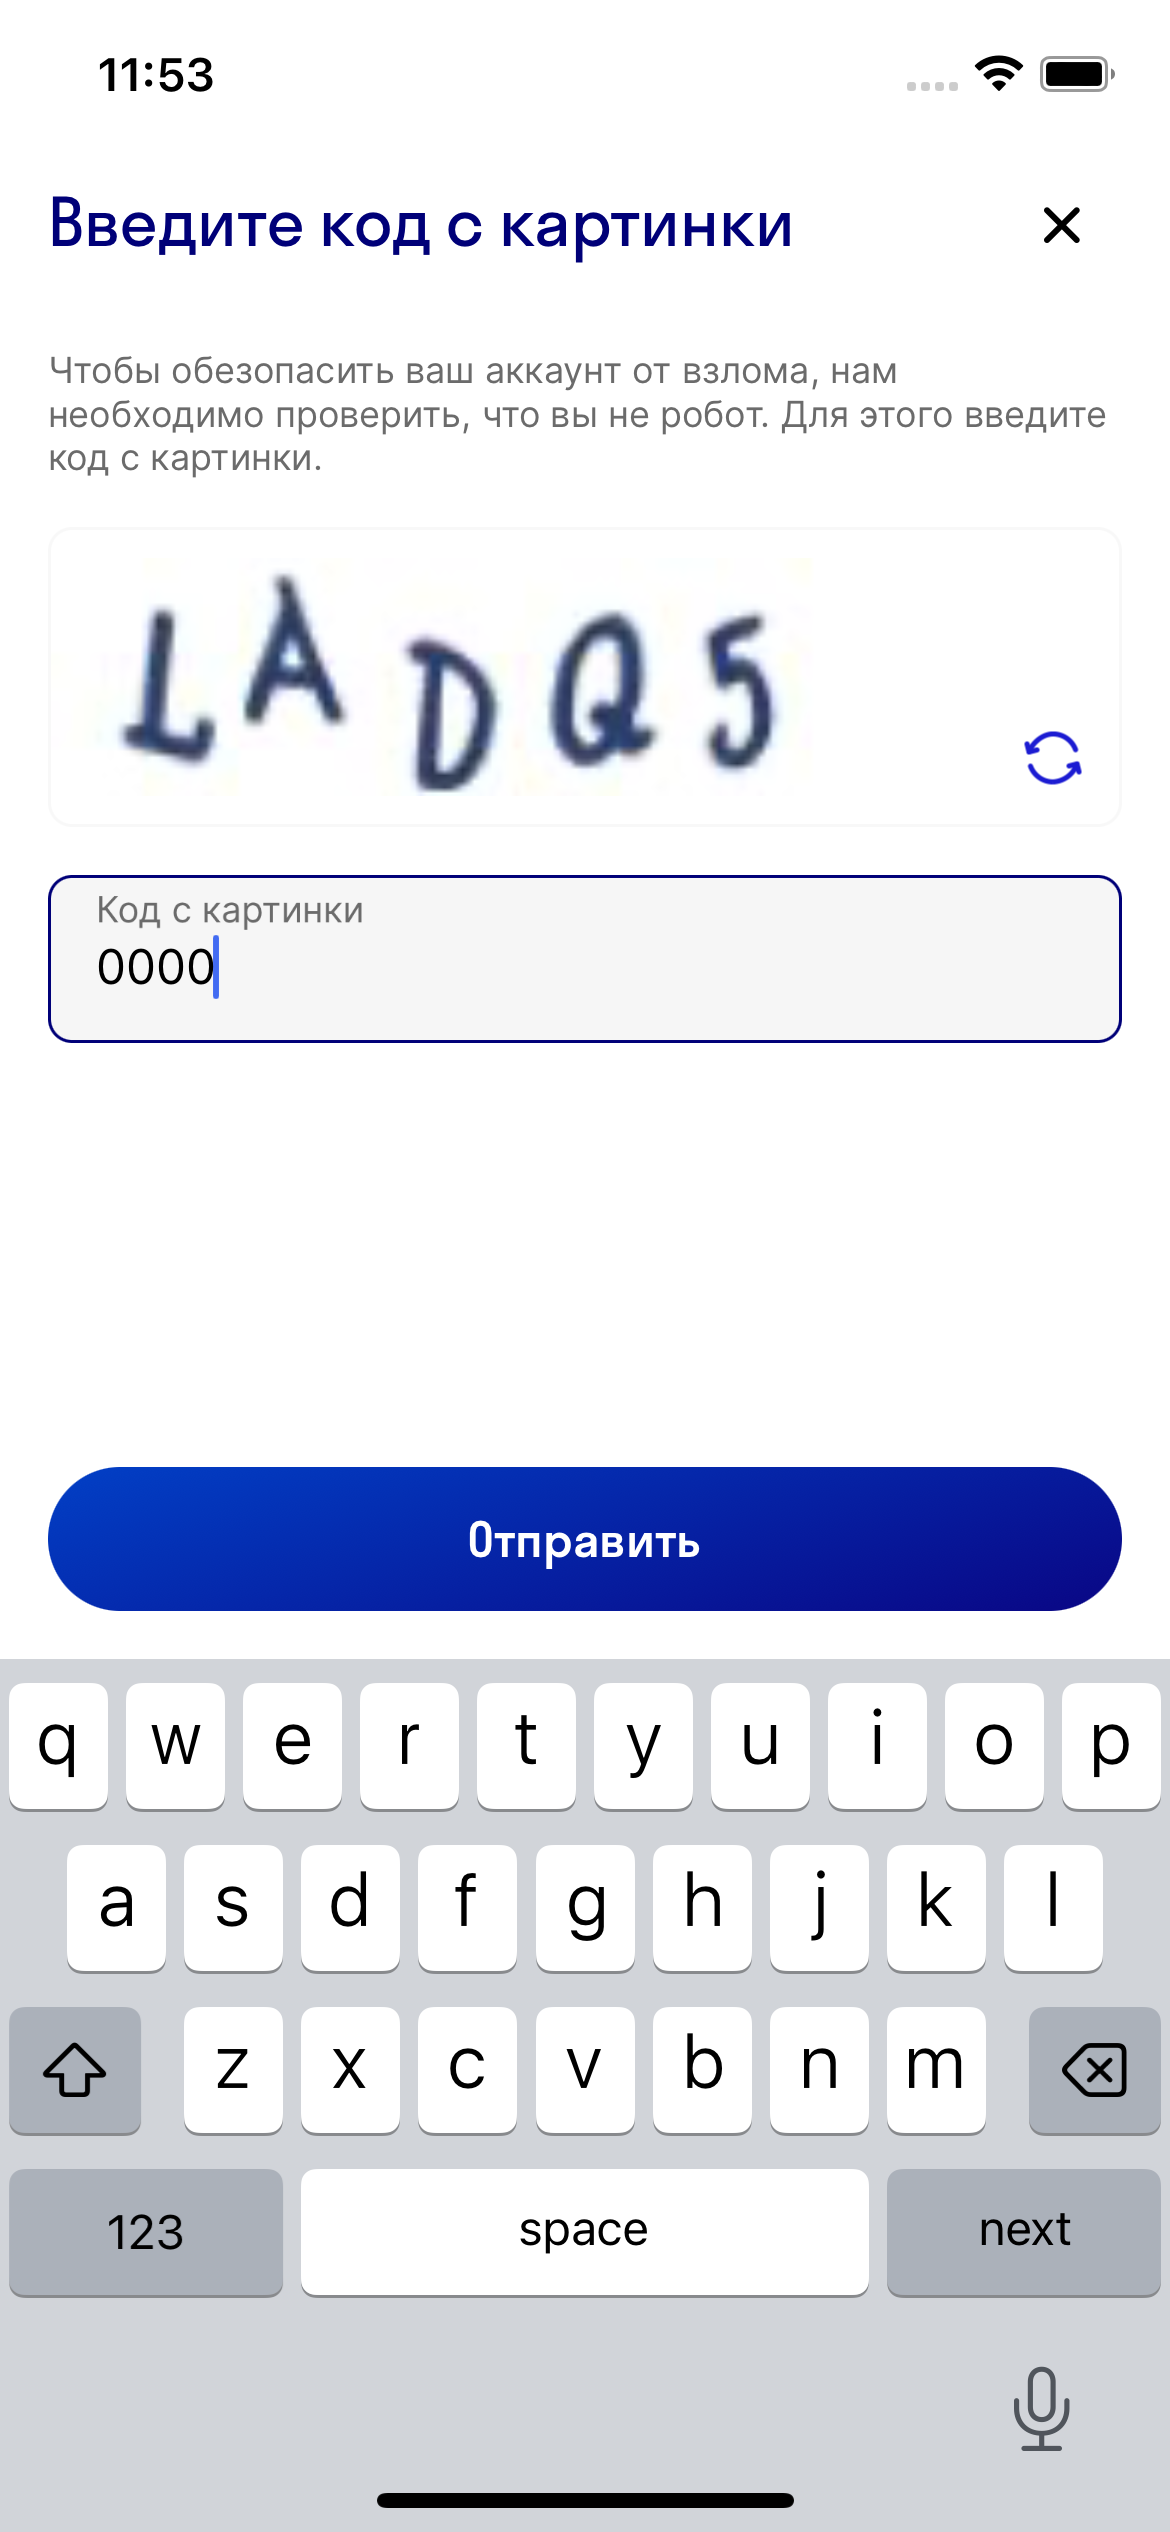 11:53
Введите код с картинки
Чтобы обезопасить ваш аккаунт от взлома, нам
необходимо проверить, что вы не робот. Для этого введите
код с картинки.
LADQ5
Код с картинки
0000
Отправить
q w e r t y u i o p
a s d f g h j k l
z x c v b n m
123 space next